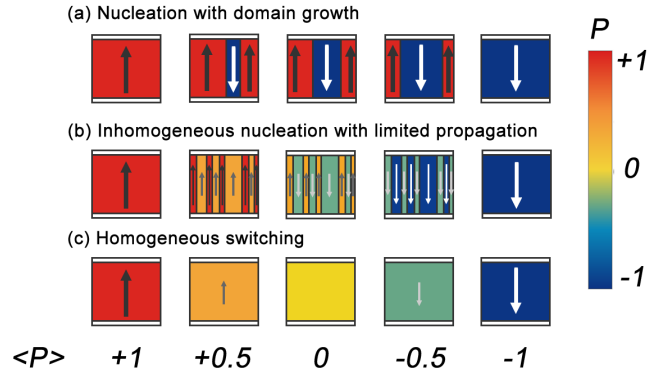 (a) Nucleation with domain growth
P
+1
(b) Inhomogeneous nucleation with limited propagation
0
(c) Homogeneous switching
-1
<P> +1 +0.5 0 -0.5 -1